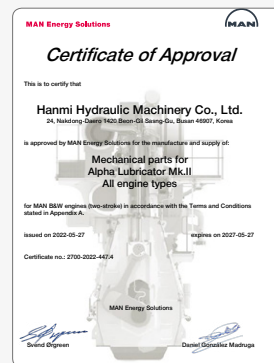 MAN Energy Solutions
MAN
Certificate of Approval
This is to certify that
Hanmi Hydraulic Machinery Co., Ltd.
24, Nakdong-Daero 1420 Beon-Gil Sasang-Gu, Busan 46907, Korea
is approved by MAN Energy Solutions for the manufacture and supply of:
Mechanical parts for
Alpha Lubricator Mk.II
All engine types
for MAN B&W engines (two-stroke) in accordance with the Terms and Conditions
stated in Appendix A.
issued on 2022-05-27 expires on 2027-05-27
Certificate no.: 2700-2022-447.4
MAN Energy Solutions
Svend Ørgreen Daniel González Madruga